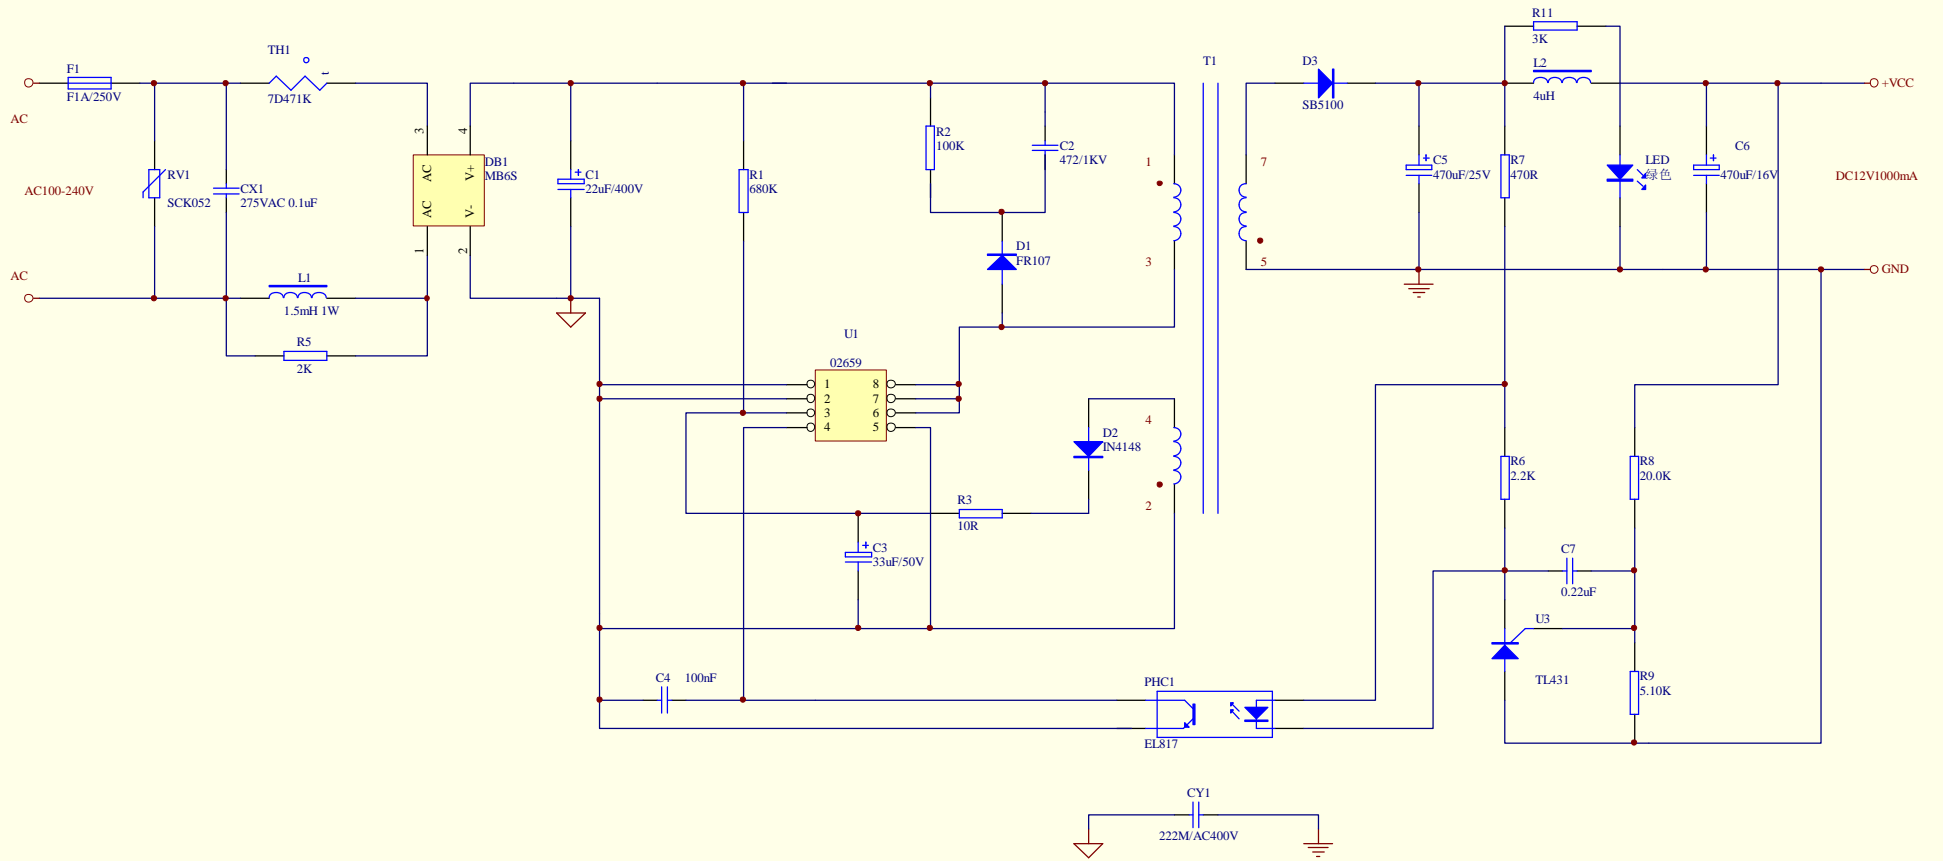 R11
3K
TH1
t
F1
F1A/250V
7D471K
T1
D3
SB5100
L2
4uH
+VCC
AC
3
4
AC
V+
AC
V-
1
2
DB1
MB6S
R2
100K
C2
472/1KV
1
7
C5
470uF/25V
R7
470R
LED
绿色
C6
470uF/16V
DC12V1000mA
AC100-240V
RV1
SCK052
CX1
275VAC 0.1uF
+
C1
22uF/400V
R1
680K
+
+
D1
FR107
3
5
GND
AC
L1
1.5mH 1W
R5
2K
U1
02659
1
2
3
4
8
7
6
5
4
D2
IN4148
2
R3
10R
+
C3
33uF/50V
R6
2.2K
R8
20.0K
C7
0.22uF
U3
TL431
R9
5.10K
C4
100nF
PHC1
EL817
CY1
222M/AC400V